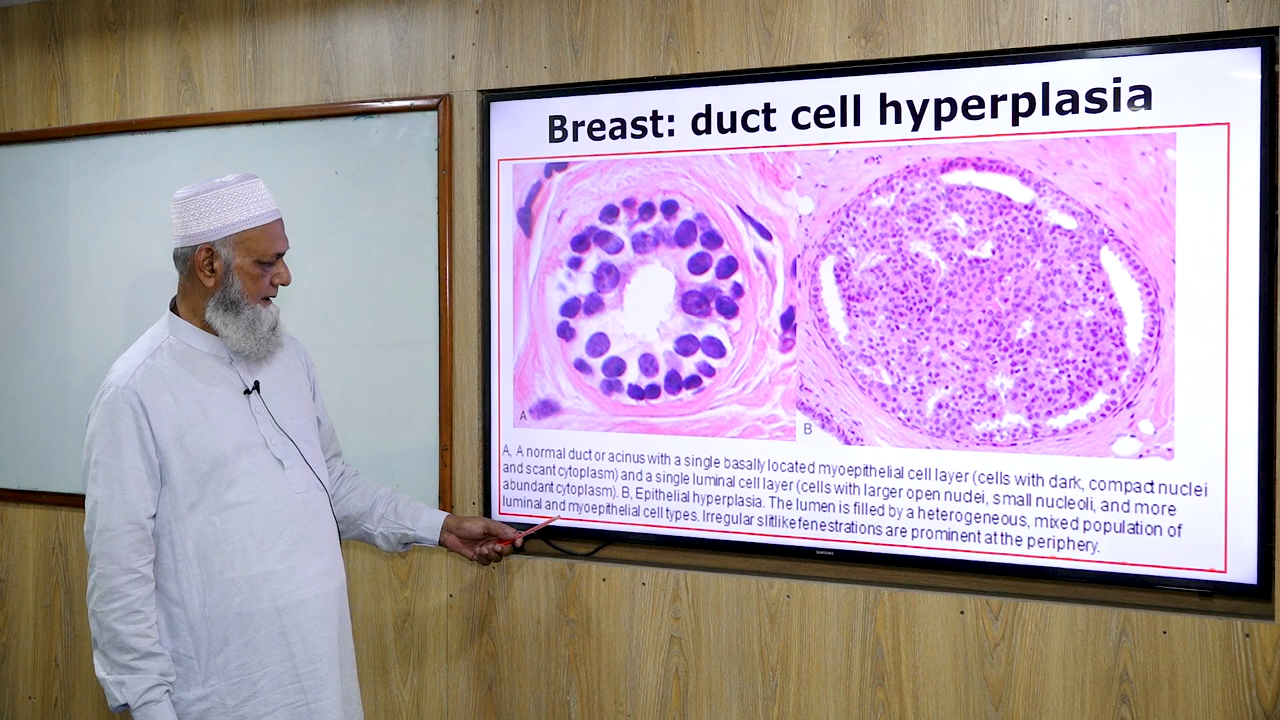 Breast: duct cell hyperplasia
A
B
A, A normal duct or acinus with a single basally located myoepithelial cell layer (cells with dark, compact nuclei
and scant cytoplasm) and a single luminal cell layer (cells with larger open nuclei, small nucleoli, and more
abundant cytoplasm). B, Epithelial hyperplasia. The lumen is filled by a heterogeneous, mixed population of
luminal and myoepithelial cell types. Irregular slitlike fenestrations are prominent at the periphery.
SAMSUNG